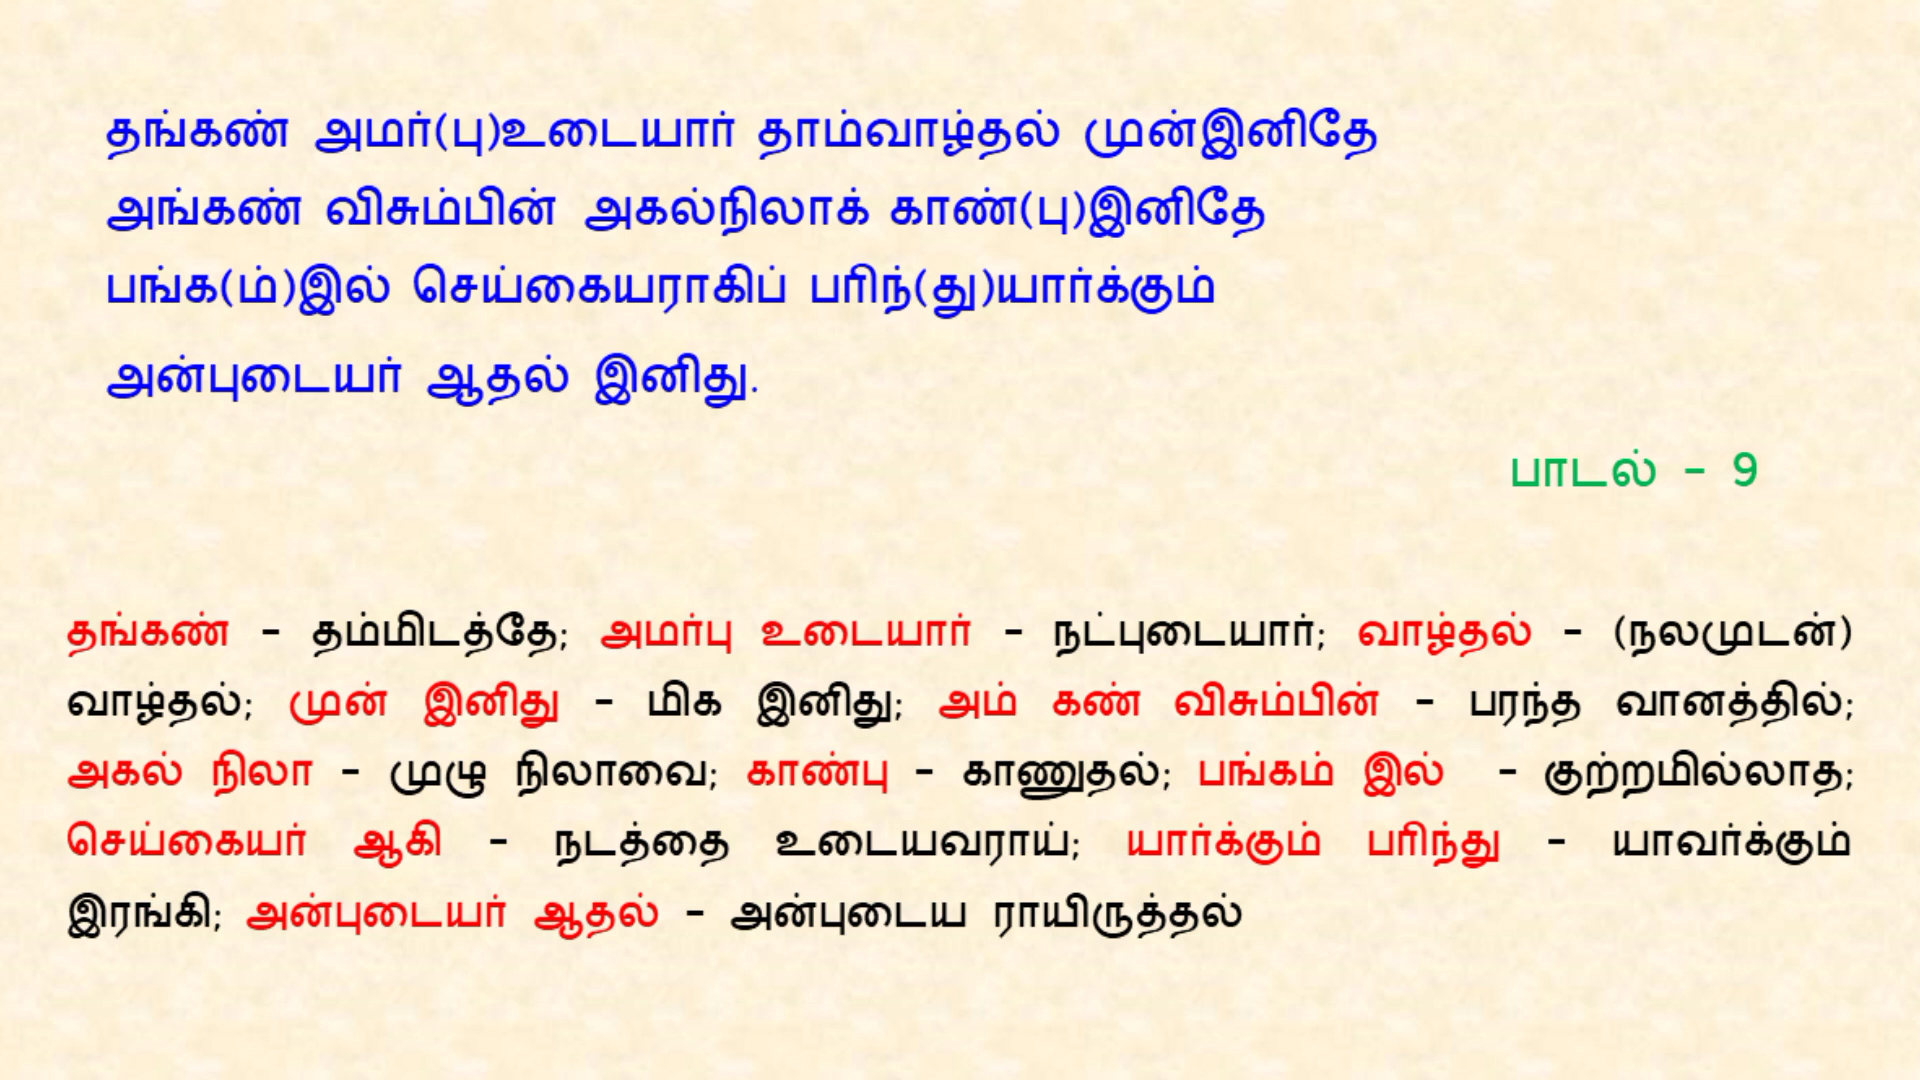 தங்கண் அமர்(பு)உடையார் தாம்வாழ்தல் முன்இனிதே
அங்கண் விசும்பின் அகல்நிலாக் காண்(பு)இனிதே
பங்க(ம்)இல் செய்கையராகிப் பரிந்(து)யார்க்கும்
அன்புடையர் ஆதல் இனிது.
பாடல் - 9
தங்கண் - தம்மிடத்தே; அமர்பு உடையார் - நட்புடையார்; வாழ்தல் - (நலமுடன்)
வாழ்தல்; முன் இனிது - மிக இனிது; அம் கண் விசும்பின் - பரந்த வானத்தில்;
அகல் நிலா - முழு நிலாவை; காண்பு - காணுதல்; பங்கம் இல் - குற்றமில்லாத;
செய்கையர் ஆகி - நடத்தை உடையவராய்; யார்க்கும் பரிந்து - யாவர்க்கும்
இரங்கி; அன்புடையர் ஆதல் - அன்புடைய ராயிருத்தல்